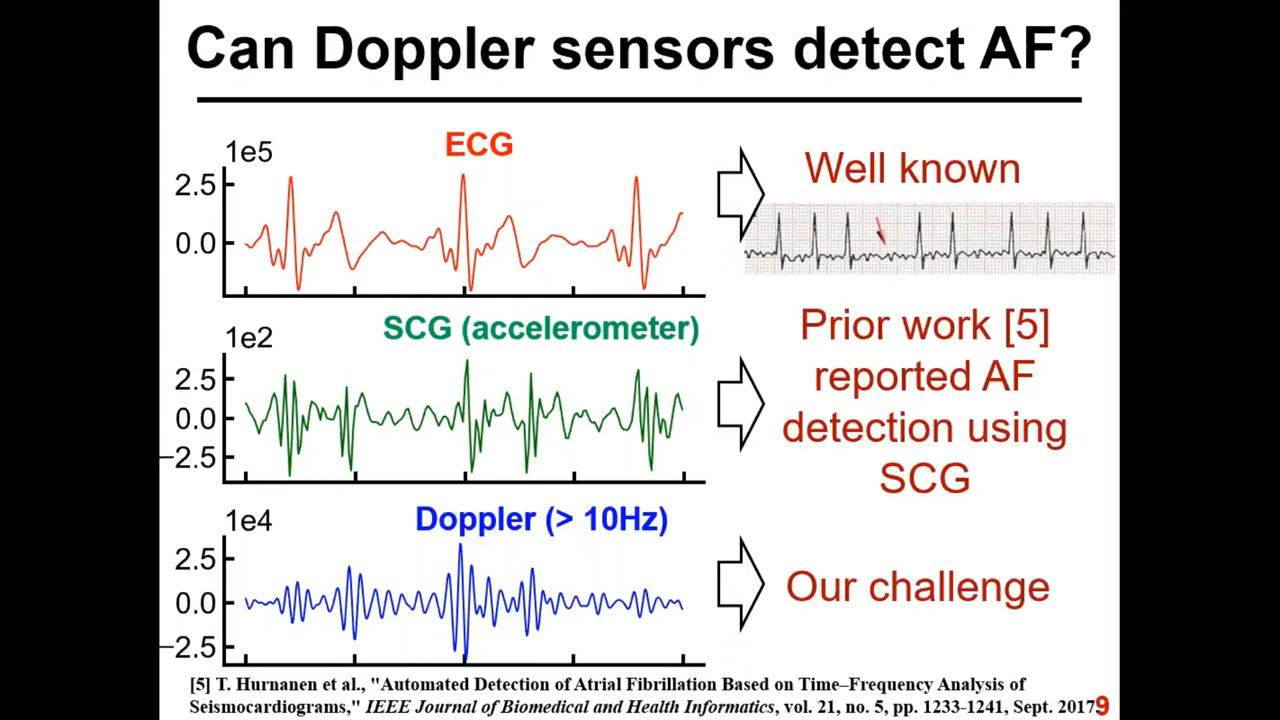 Can Doppler sensors detect AF?
ECG
1e5
2.5
0.0
Well known
SCG (accelerometer)
1e2
2.5
0.0
−2.5
Prior work [5]
reported AF
detection using
SCG
Doppler (> 10Hz)
1e4
2.5
0.0
−2.5
Our challenge
[5] T. Hurnanen et al., "Automated Detection of Atrial Fibrillation Based on Time–Frequency Analysis of
Seismocardiograms," IEEE Journal of Biomedical and Health Informatics, vol. 21, no. 5, pp. 1233-1241, Sept. 2017
9